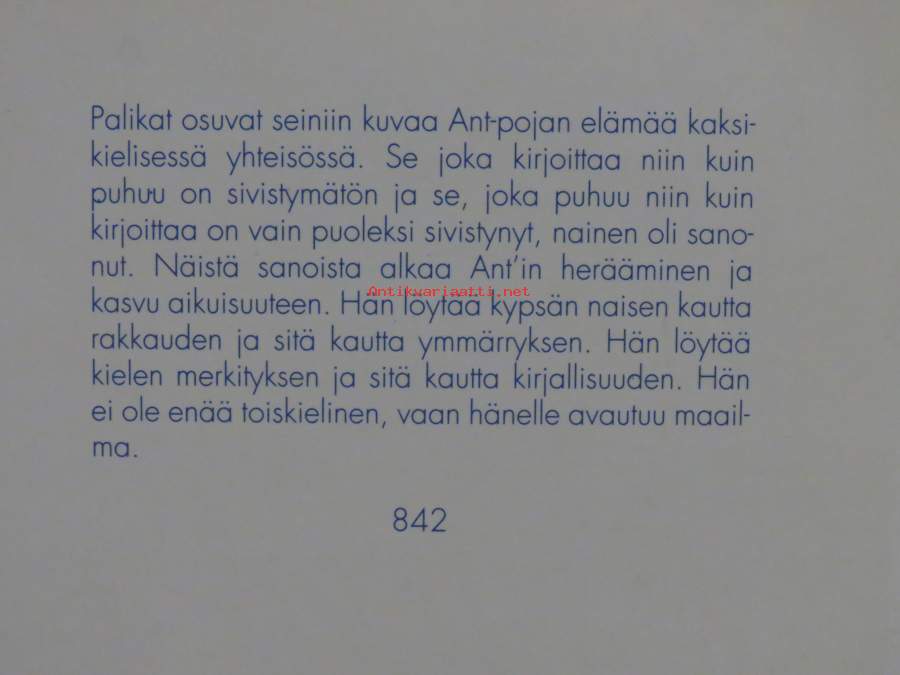 Palikat osuvat seiniin kuvaa Ant-pojan elämää kaksi-
kielisessä yhteisössä. Se joka kirjoittaa niin kuin
puhuu on sivistymätön ja se, joka puhuu niin kuin
kirjoittaa on vain puoleksi sivistynyt, nainen oli sano-
nut. Näistä sanoista alkaa Ant'in herääminen ja
Antikvariaatti.net
kasvu aikuisuuteen. Hän löytää kypsän naisen kautta
rakkauden ja sitä kautta ymmärryksen. Hän löytää
kielen merkityksen ja sitä kautta kirjallisuuden. Hän
ei ole enää toiskielinen, vaan hänelle avautuu maail-
ma.
842